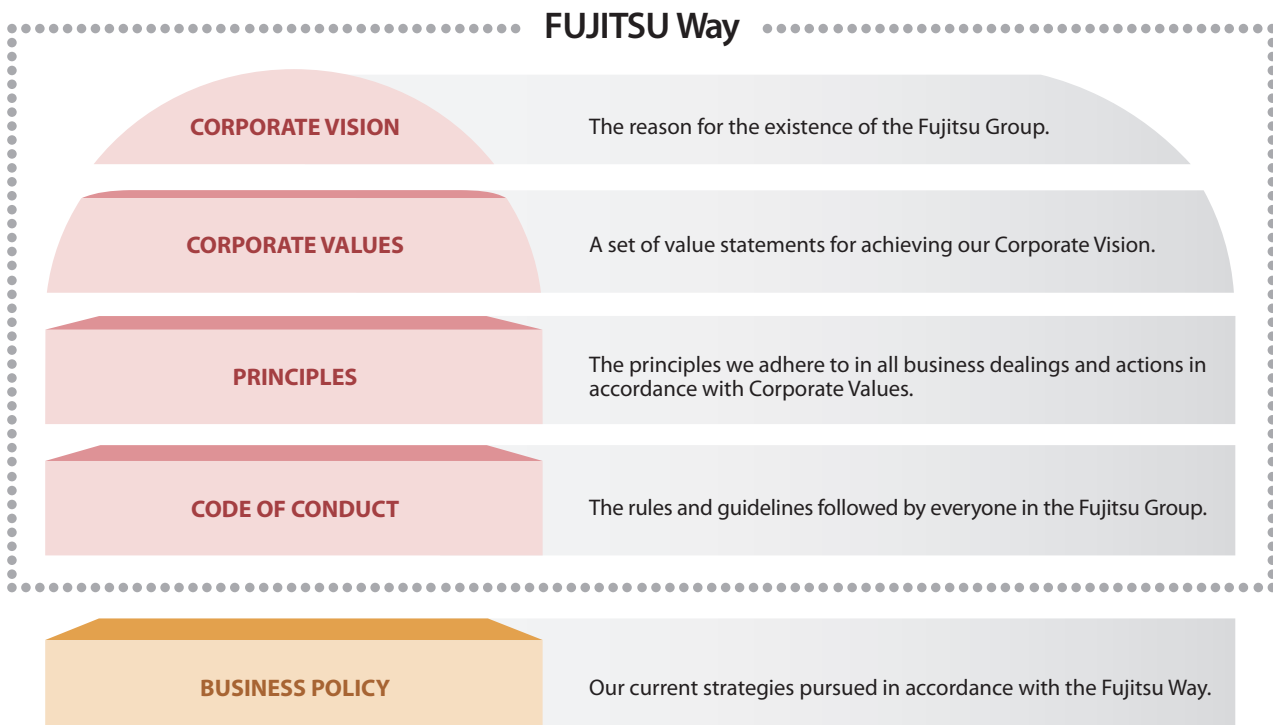 FUJITSU Way
CORPORATE VISION
The reason for the existence of the Fujitsu Group.
CORPORATE VALUES
A set of value statements for achieving our Corporate Vision.
PRINCIPLES
The principles we adhere to in all business dealings and actions in
accordance with Corporate Values.
CODE OF CONDUCT
The rules and guidelines followed by everyone in the Fujitsu Group.
BUSINESS POLICY
Our current strategies pursued in accordance with the Fujitsu Way.